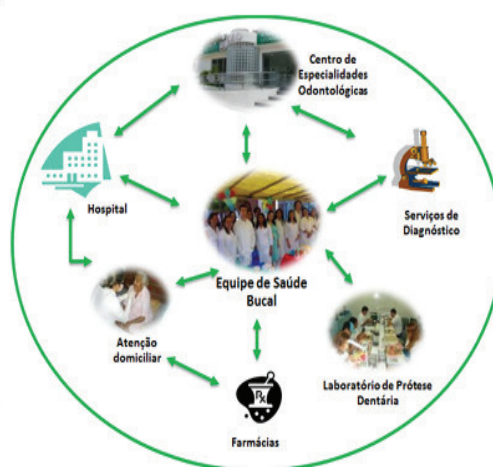 Centro de
Especialidades
Odontológicas
Hospital
Serviços de
Diagnóstico
Equipe de Saúde
Bucal
Atenção
domiciliar
Laboratório de Prótese
Dentária
Rx
Farmácias